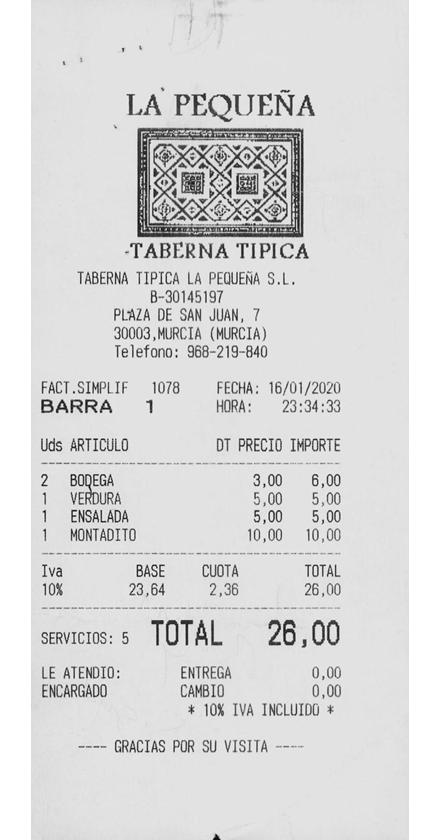 LA PEQUEÑA
-TABERNA TIPICA
TABERNA TIPICA LA PEQUEÑA S.L.
B-30145197
PLAZA DE SAN JUAN, 7
30003,MURCIA (MURCIA)
Telefono: 968-219-840
FACT.SIMPLIF 1078 FECHA: 16/01/2020
BARRA 1 HORA: 23:34:33
Uds ARTICULO DT PRECIO IMPORTE
2 BODEGA 3,00 6,00
1 VERDURA 5,00 5,00
1 ENSALADA 5,00 5,00
1 MONTADITO 10,00 10,00
Iva BASE CUOTA TOTAL
10% 23,64 2,36 26,00
SERVICIOS: 5 TOTAL 26,00
LE ATENDIO: ENTREGA 0,00
ENCARGADO CAMBIO 0,00
* 10% IVA INCLUIDO *
---- GRACIAS POR SU VISITA ----